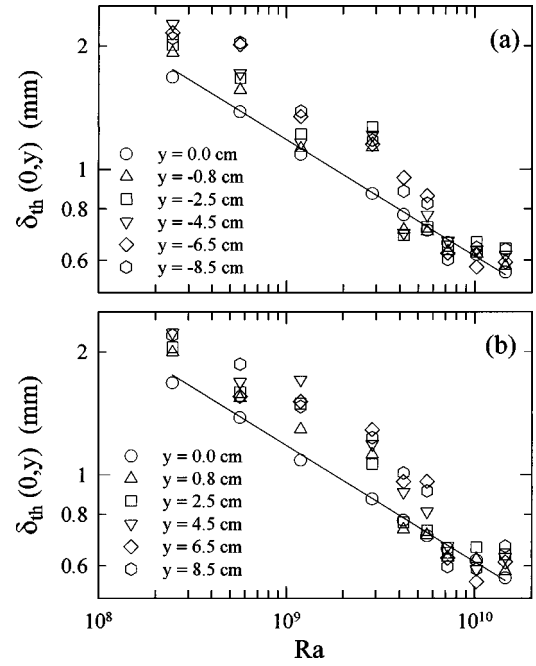 (a)
δth(0,y) (mm)
2
1
0.8
0.6
y = 0.0 cm
y = -0.8 cm
y = -2.5 cm
y = -4.5 cm
y = -6.5 cm
y = -8.5 cm
(b)
δth(0,y) (mm)
2
1
0.8
0.6
y = 0.0 cm
y = 0.8 cm
y = 2.5 cm
y = 4.5 cm
y = 6.5 cm
y = 8.5 cm
10⁸ 10⁹ 10¹⁰
Ra